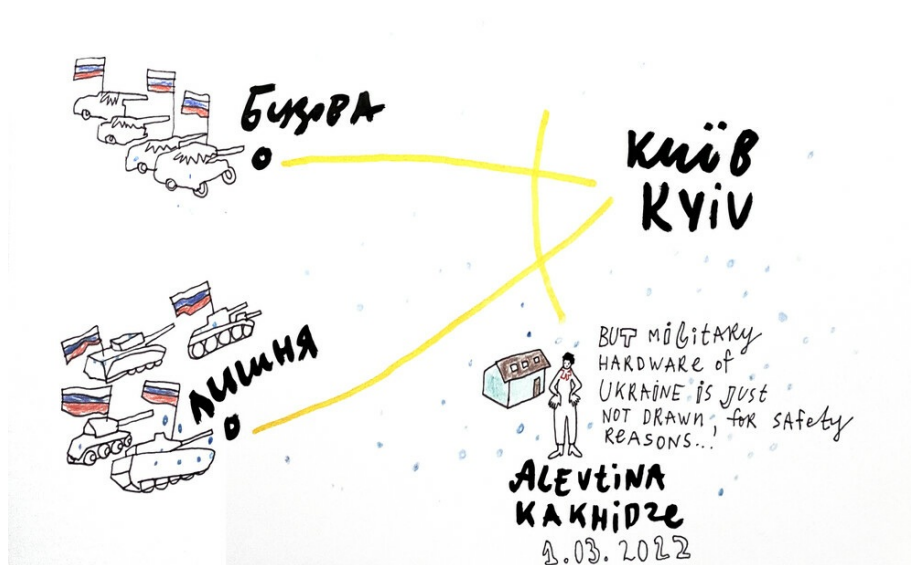 Бузова
Київ
Kyiv
Лишня
BUT MiLitARy
HARDWARE of
UKRAiNE iS JUST
NOT DRAWN, foR SAfety
REASONS..!
ALEVtiNA
KAKHiDze
1.03.2022